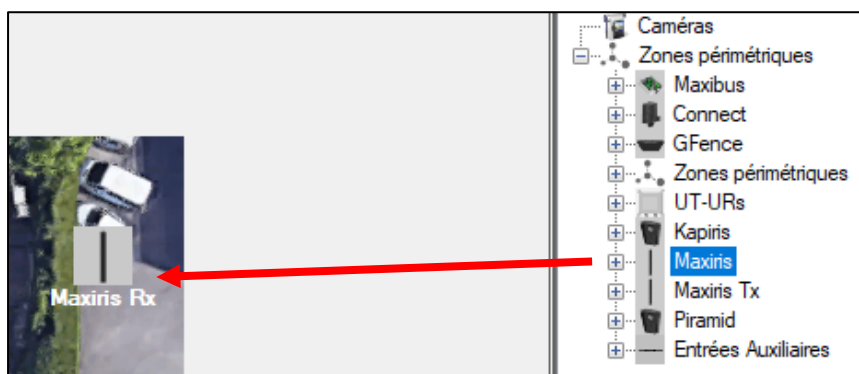 Caméras
Zones périmétriques
Maxibus
Connect
GFence
Zones périmétriques
UT-URs
Kapiris
Maxiris
Maxiris Tx
Piramid
Entrées Auxiliaires
Maxiris Rx